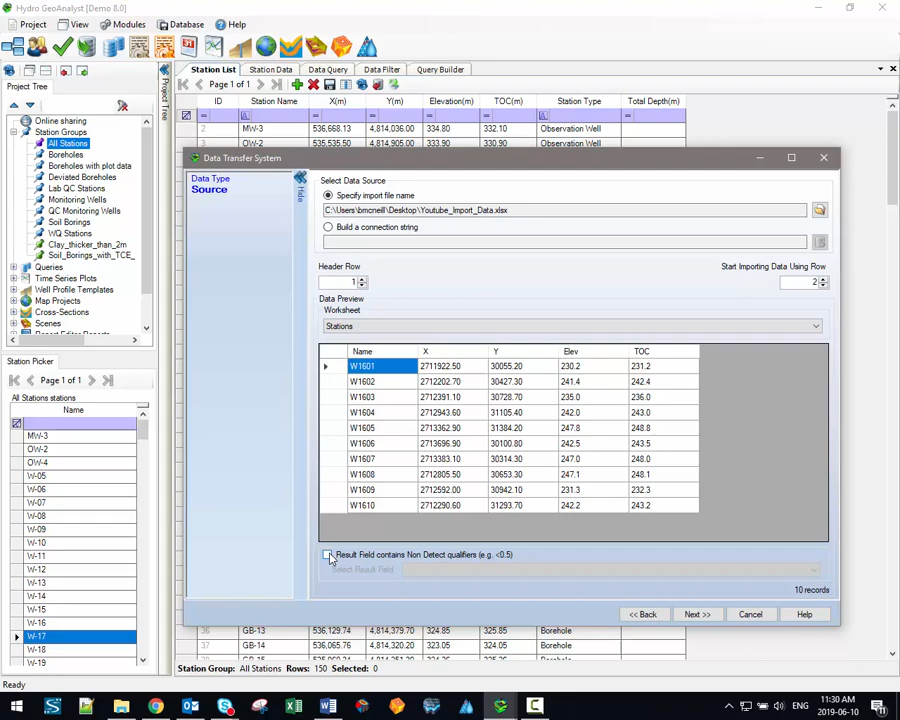 Hydro GeoAnalyst [Demo 8.0]
Project View Modules Database Help
Project Tree
Online sharing
Station Groups
All Stations
Boreholes
Boreholes with plot data
Deviated Boreholes
Lab QC Stations
Monitoring Wells
QC Monitoring Wells
Soil Borings
WQ Stations
Clay_thicker_than_2m
Soil_Borings_with_TCE_
Queries
Time Series Plots
Well Profile Templates
Map Projects
Cross-Sections
Scenes
Station Picker
Page 1 of 1
All Stations stations
Name
MW-3
OW-2
OW-4
W-05
W-06
W-07
W-08
W-09
W-10
W-11
W-12
W-13
W-14
W-15
W-16
W-17
W-18
W-19
Project Tree
Station List Station Data Data Query Data Filter Query Builder
Page 1 of 1
ID Station Name X(m) Y(m) Elevation(m) TOC(m) Station Type Total Depth(m)
2 MW-3 536,668.13 4,814,036.00 334.80 332.10 Observation Well
3 OW-2 535,535.50 4,814,905.00 333.90 330.90 Observation Well
Data Transfer System
Data Type
Source
Hide
Select Data Source
Specify import file name
C:\Users\bmcneill\Desktop\Youtube_Import_Data.xlsx
Build a connection string
Header Row Start Importing Data Using Row
1 2
Data Preview
Worksheet
Stations
Name X Y Elev TOC
W1601 2711922.50 30055.20 230.2 231.2
W1602 2712202.70 30427.30 241.4 242.4
W1603 2712391.10 30728.70 235.0 236.0
W1604 2712943.60 31105.40 242.0 243.0
W1605 2713362.90 31384.20 247.8 248.8
W1606 2713696.90 30100.80 242.5 243.5
W1607 2713383.10 30314.30 247.0 248.0
W1608 2712805.50 30653.30 247.1 248.1
W1609 2712592.00 30942.10 231.3 232.3
W1610 2712290.60 31293.70 242.2 243.2
Result Field contains Non Detect qualifiers (e.g. <0.5)
Select Result Field
10 records
<< Back Next >> Cancel Help
36 GB-13 536,129.74 4,814,379.70 324.85 325.85 Borehole
37 GB-14 536,065.76 4,814,320.20 323.05 324.05 Borehole
Station Group: All Stations Rows: 150 Selected: 0
Ready
ENG
11:30 AM
2019-06-10